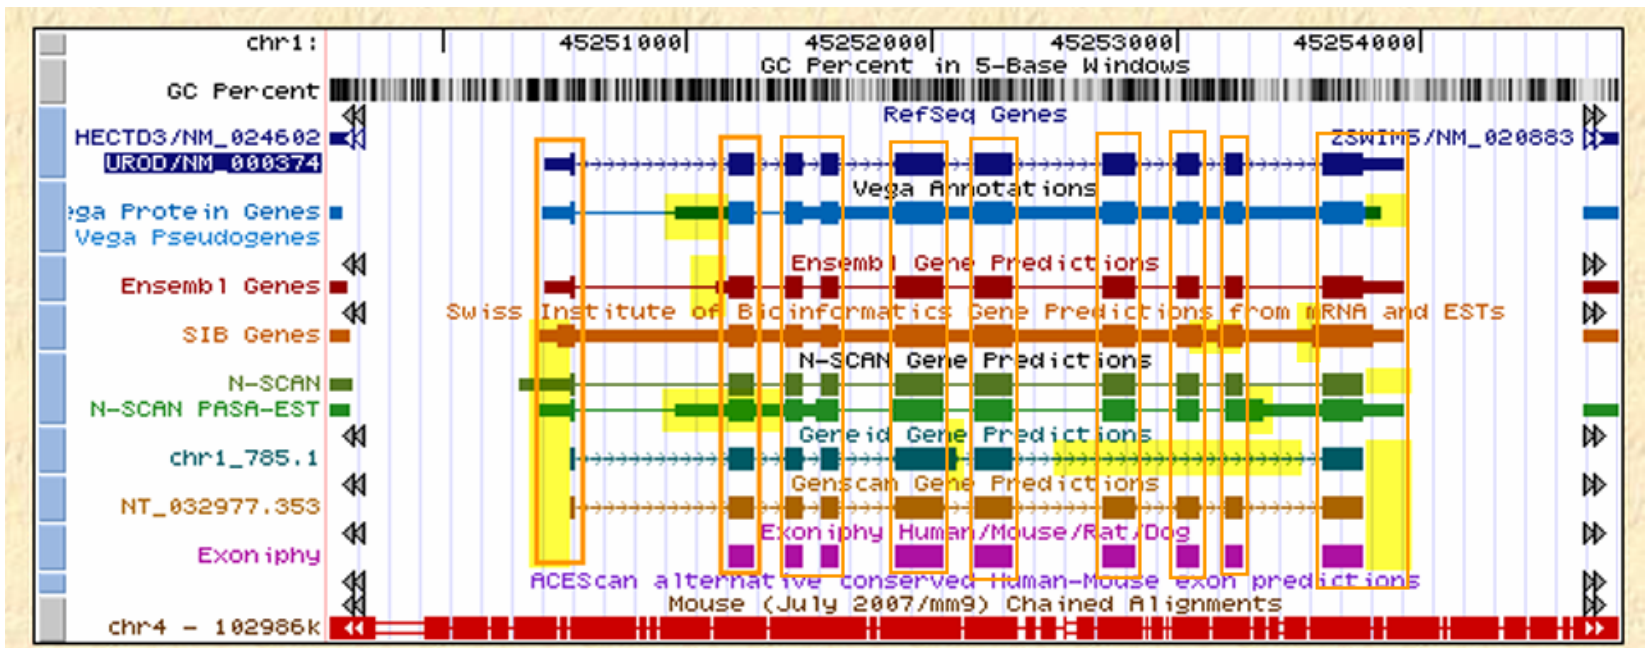 chr1: 45251000 45252000 45253000 45254000
GC Percent in 5-Base Windows
GC Percent
RefSeq Genes
HECTD3/NM_024602 ZSWIM5/NM_020883
UROD/NM_000374
Vega Annotations
ega Protein Genes
Vega Pseudogenes
Ensembl Gene Predictions
Ensembl Genes
Swiss Institute of Bioinformatics Gene Predictions from mRNA and ESTs
SIB Genes
N-SCAN Gene Predictions
N-SCAN
N-SCAN PASA-EST
Geneid Gene Predictions
chr1_785.1
Genscan Gene Predictions
NT_032977.353
Exoniphy Human/Mouse/Rat/Dog
Exoniphy
ACEScan alternative conserved Human-Mouse exon predictions
Mouse (July 2007/mm9) Chained Alignments
chr4 - 102986k